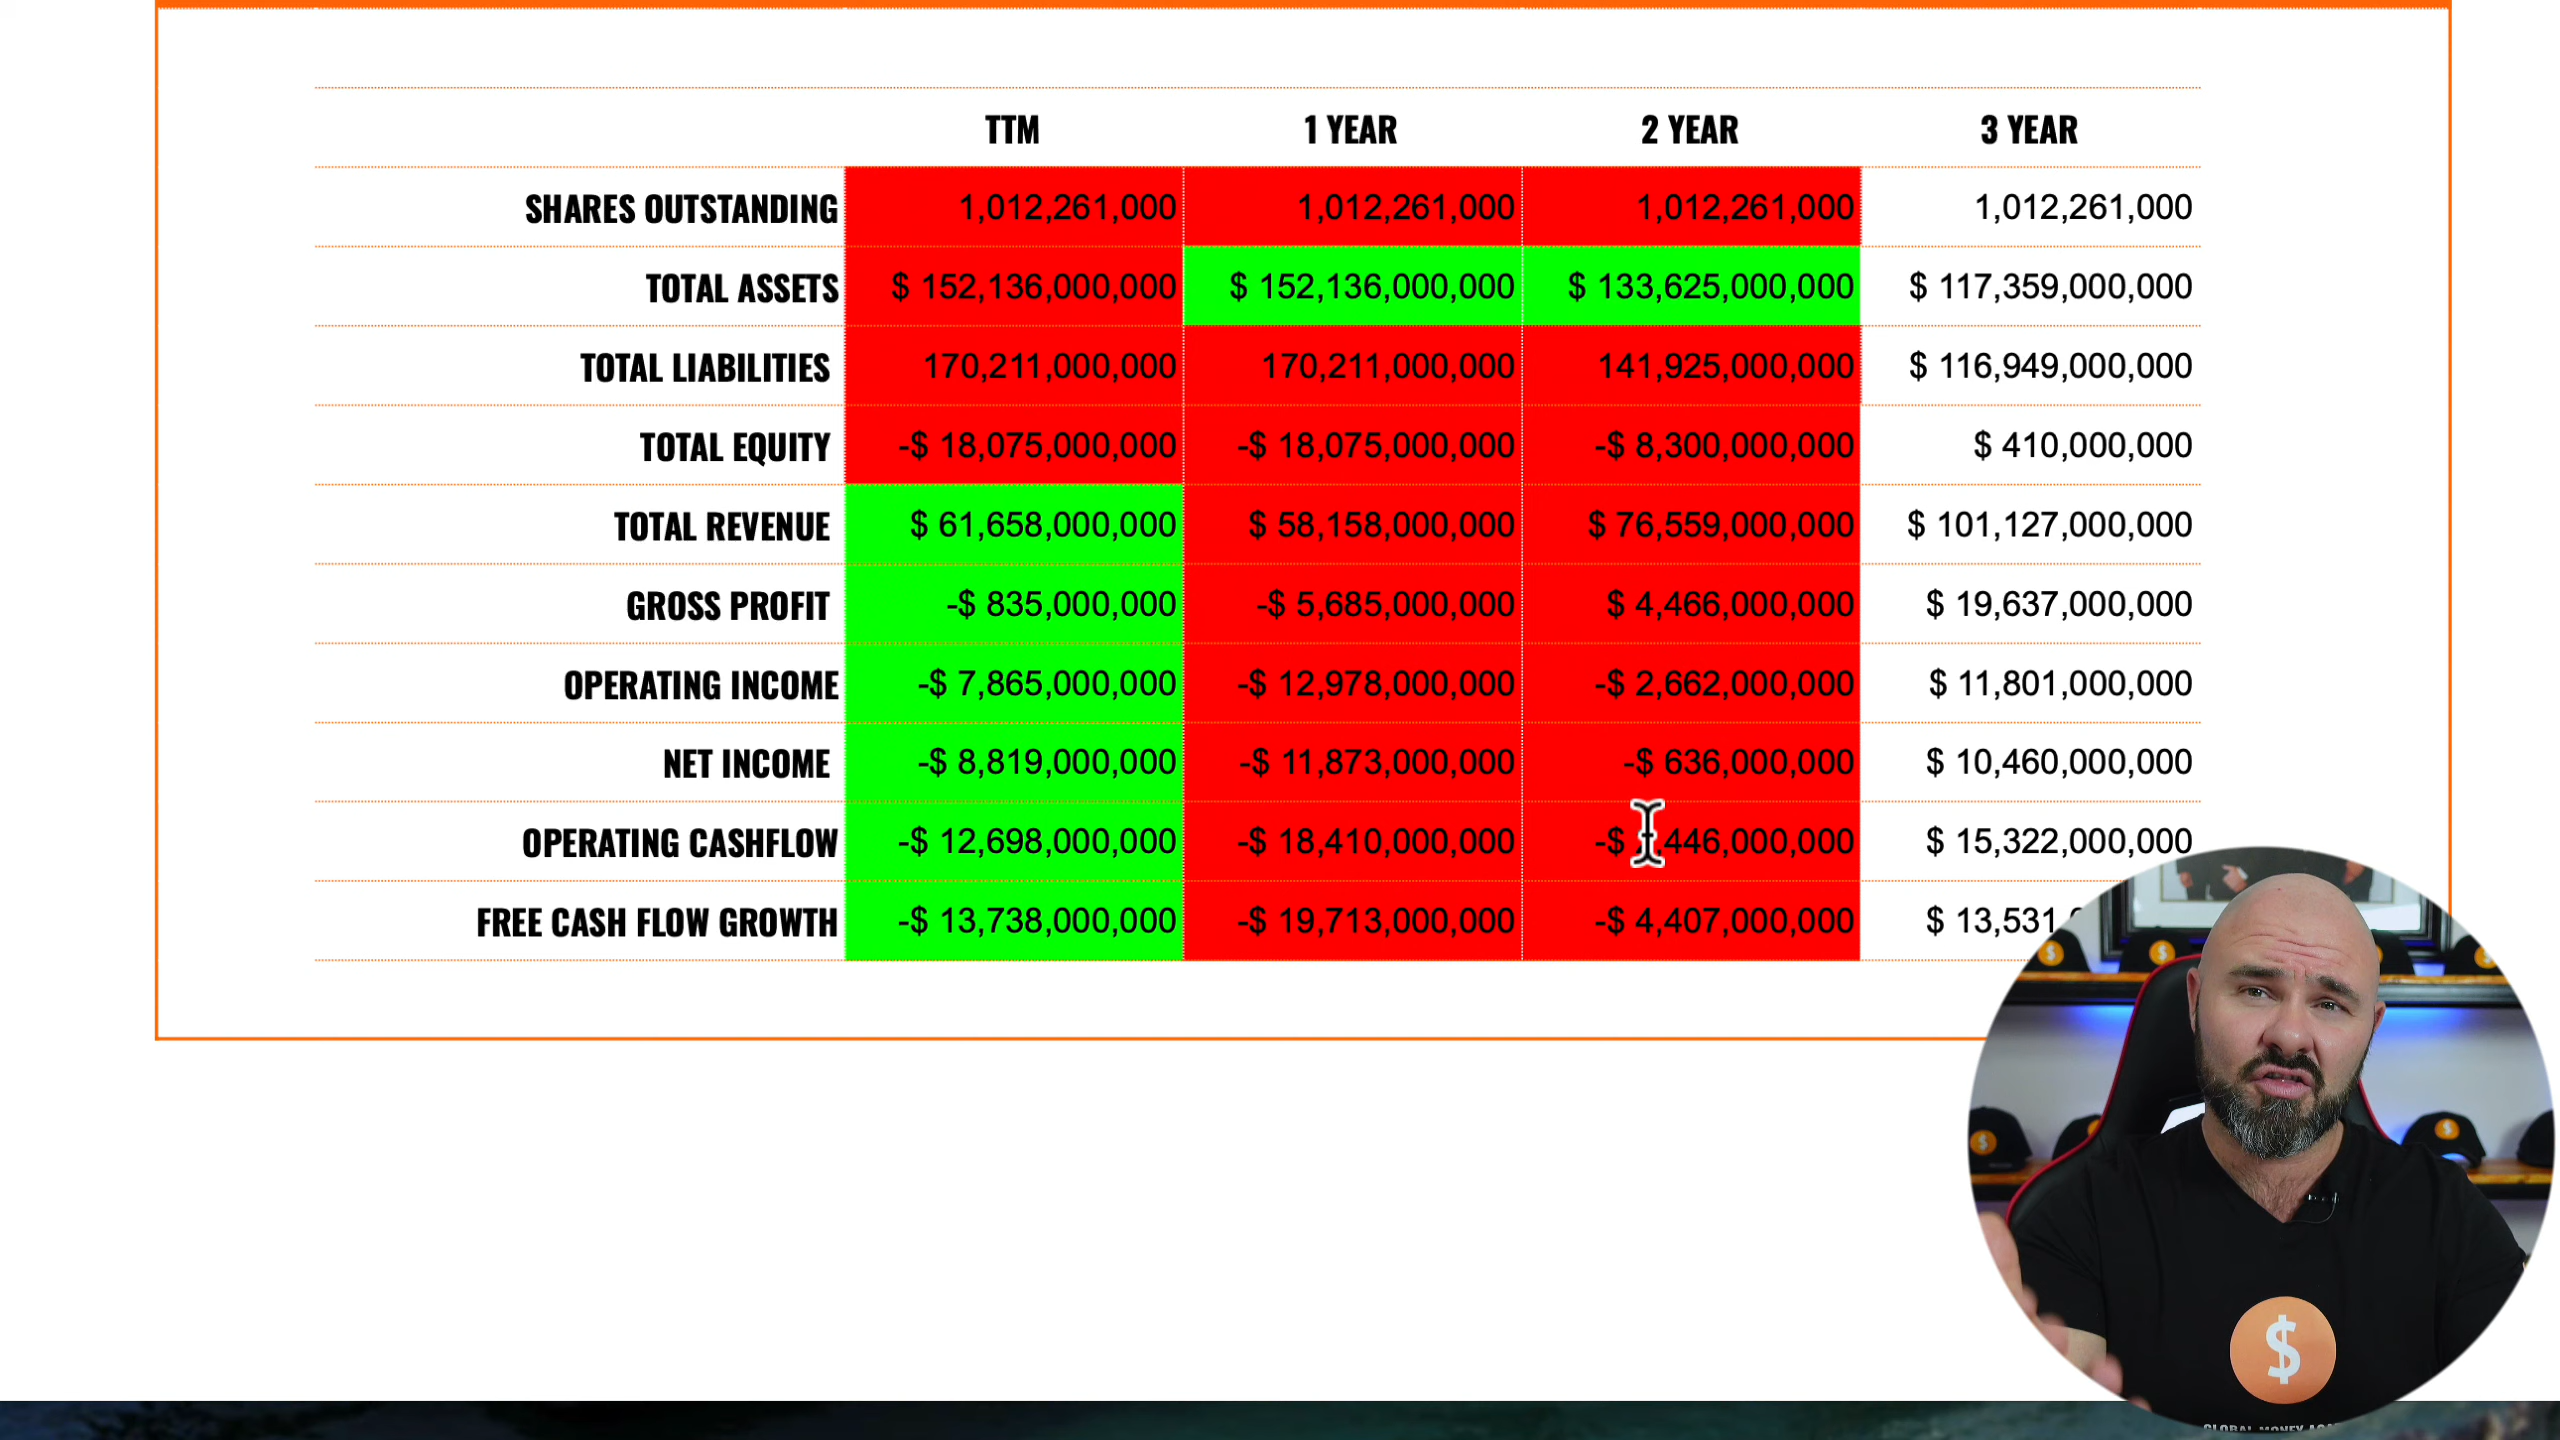 TTM 1 YEAR 2 YEAR 3 YEAR
SHARES OUTSTANDING 1,012,261,000 1,012,261,000 1,012,261,000 1,012,261,000
TOTAL ASSETS $ 152,136,000,000 $ 152,136,000,000 $ 133,625,000,000 $ 117,359,000,000
TOTAL LIABILITIES 170,211,000,000 170,211,000,000 141,925,000,000 $ 116,949,000,000
TOTAL EQUITY -$ 18,075,000,000 -$ 18,075,000,000 -$ 8,300,000,000 $ 410,000,000
TOTAL REVENUE $ 61,658,000,000 $ 58,158,000,000 $ 76,559,000,000 $ 101,127,000,000
GROSS PROFIT -$ 835,000,000 -$ 5,685,000,000 $ 4,466,000,000 $ 19,637,000,000
OPERATING INCOME -$ 7,865,000,000 -$ 12,978,000,000 -$ 2,662,000,000 $ 11,801,000,000
NET INCOME -$ 8,819,000,000 -$ 11,873,000,000 -$ 636,000,000 $ 10,460,000,000
OPERATING CASHFLOW -$ 12,698,000,000 -$ 18,410,000,000 -$ ,446,000,000 $ 15,322,000,000
FREE CASH FLOW GROWTH -$ 13,738,000,000 -$ 19,713,000,000 -$ 4,407,000,000 $ 13,531
$
GLOBAL MONEY